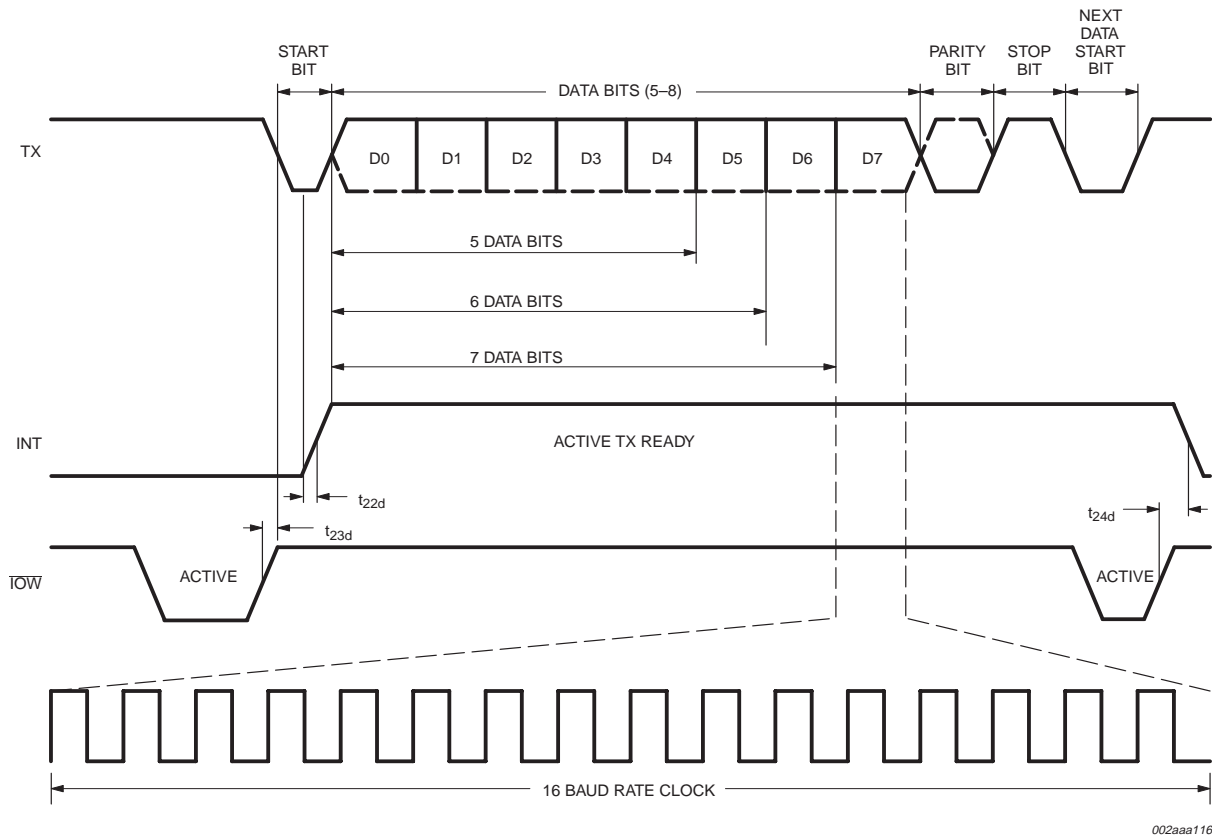 START
BIT
DATA BITS (5–8)
PARITY
BIT
STOP
BIT
NEXT
DATA
START
BIT
TX
D0 D1 D2 D3 D4 D5 D6 D7
5 DATA BITS
6 DATA BITS
7 DATA BITS
INT
ACTIVE TX READY
t22d
t23d
t24d
IOW
ACTIVE
ACTIVE
16 BAUD RATE CLOCK
002aaa116